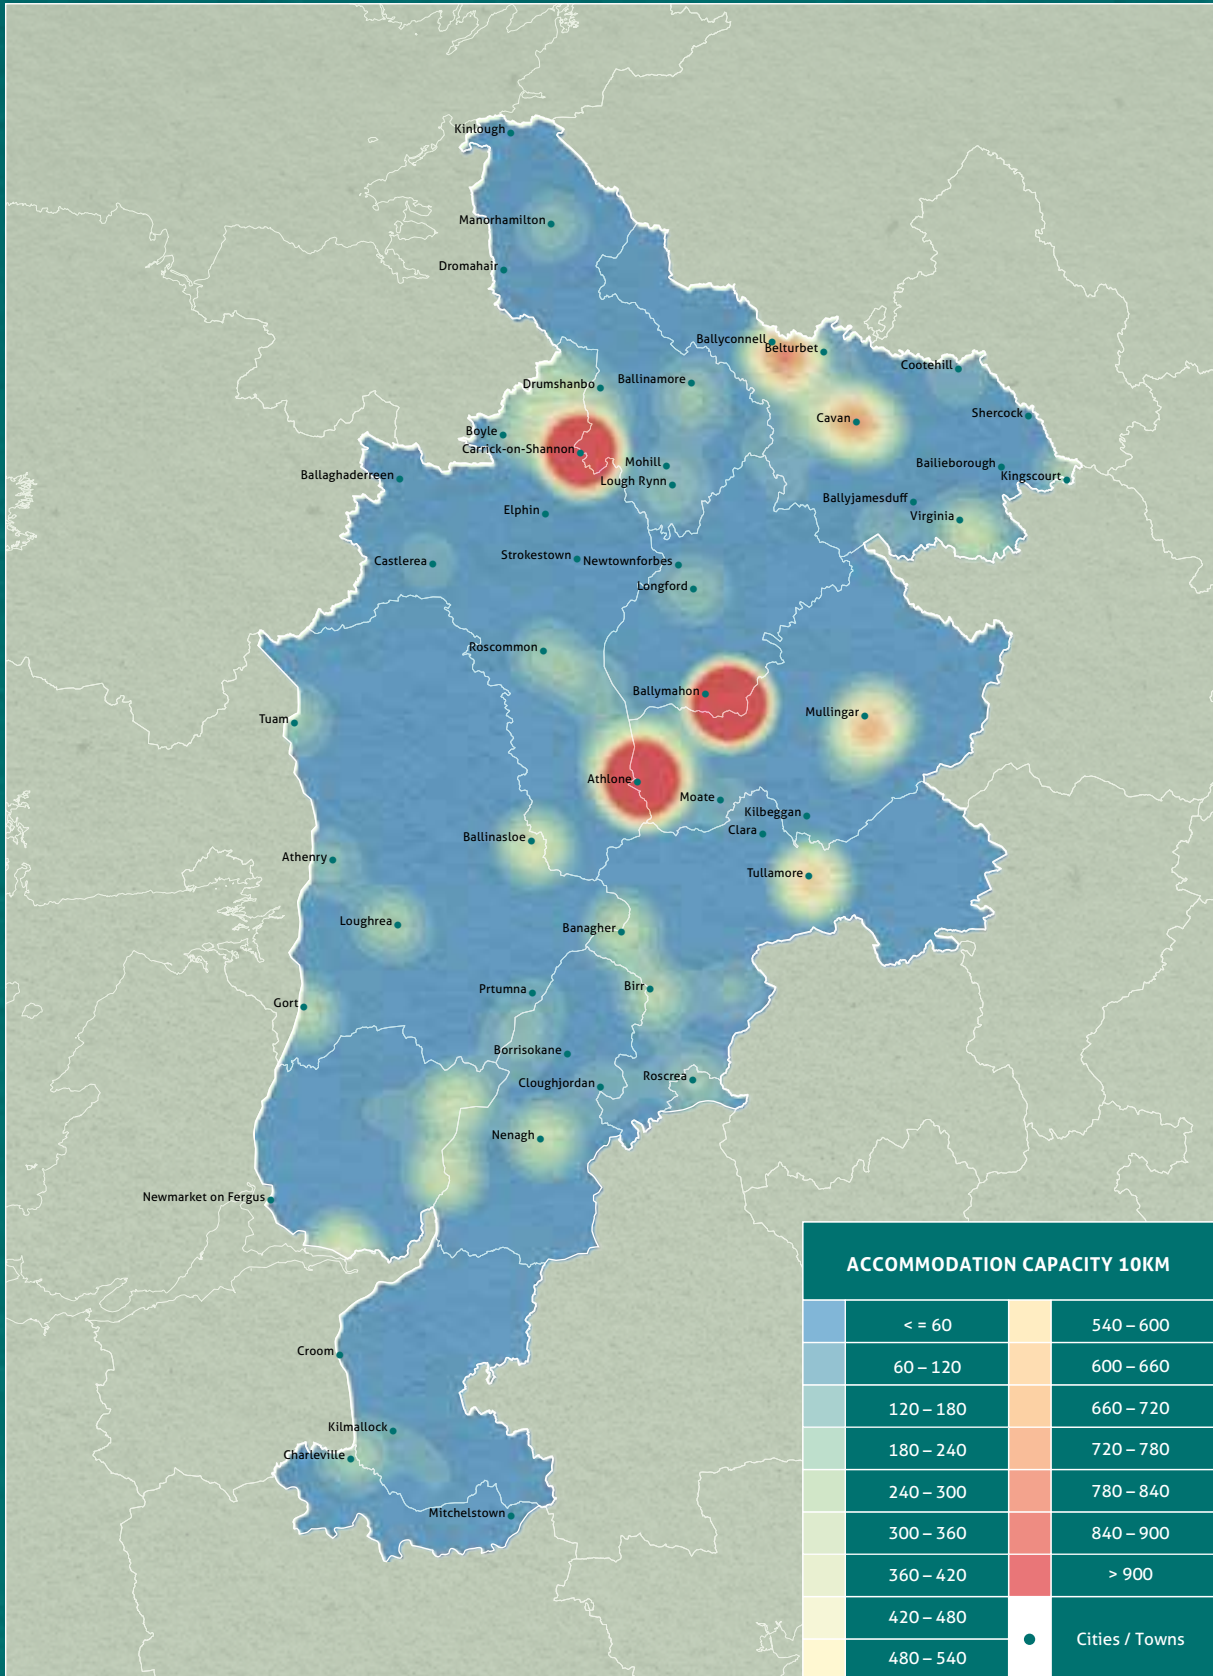 Kinlough
Manorhamilton
Dromahair
Ballyconnell
Belturbet
Cootehill
Drumshanbo
Ballinamore
Shercock
Cavan
Boyle
Carrick-on-Shannon
Mohill
Bailieborough
Ballaghaderreen
Lough Rynn
Kingscourt
Ballyjamesduff
Elphin
Virginia
Strokestown
Newtownforbes
Castlerea
Longford
Roscommon
Ballymahon
Mullingar
Tuam
Athlone
Moate
Kilbeggan
Clara
Ballinasloe
Athenry
Tullamore
Loughrea
Banagher
Prtumna
Birr
Gort
Borrisokane
Cloughjordan
Roscrea
Nenagh
Newmarket on Fergus
Croom
Kilmallock
Charleville
Mitchelstown
ACCOMMODATION CAPACITY 10KM
< = 60
60 – 120
120 – 180
180 – 240
240 – 300
300 – 360
360 – 420
420 – 480
480 – 540
540 – 600
600 – 660
660 – 720
720 – 780
780 – 840
840 – 900
> 900
Cities / Towns